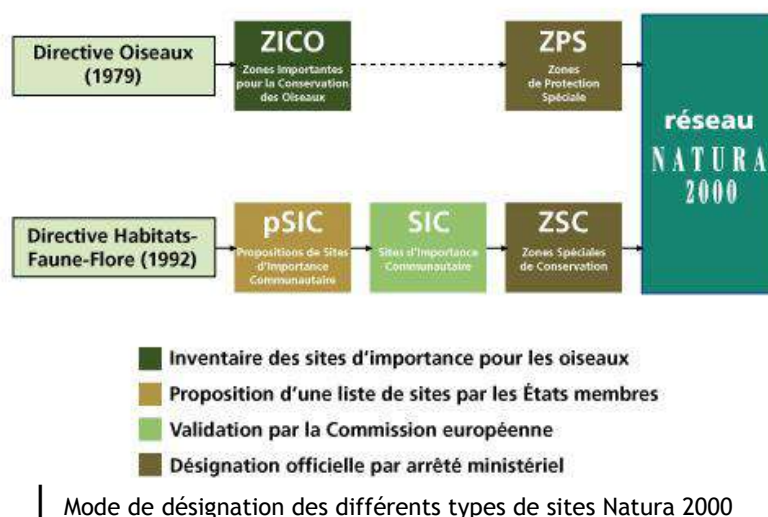 Directive Oiseaux
(1979)
ZICO
Zones Importantes
pour la Conservation
des Oiseaux
ZPS
Zones
de Protection
Spéciale
réseau
NATURA
2000
Directive Habitats-
Faune-Flore (1992)
pSIC
Propositions de Sites
d'Importance
Communautaire
SIC
Sites d'Importance
Communautaire
ZSC
Zones Spéciales
de Conservation
Inventaire des sites d'importance pour les oiseaux
Proposition d'une liste de sites par les États membres
Validation par la Commission européenne
Désignation officielle par arrêté ministériel
Mode de désignation des différents types de sites Natura 2000